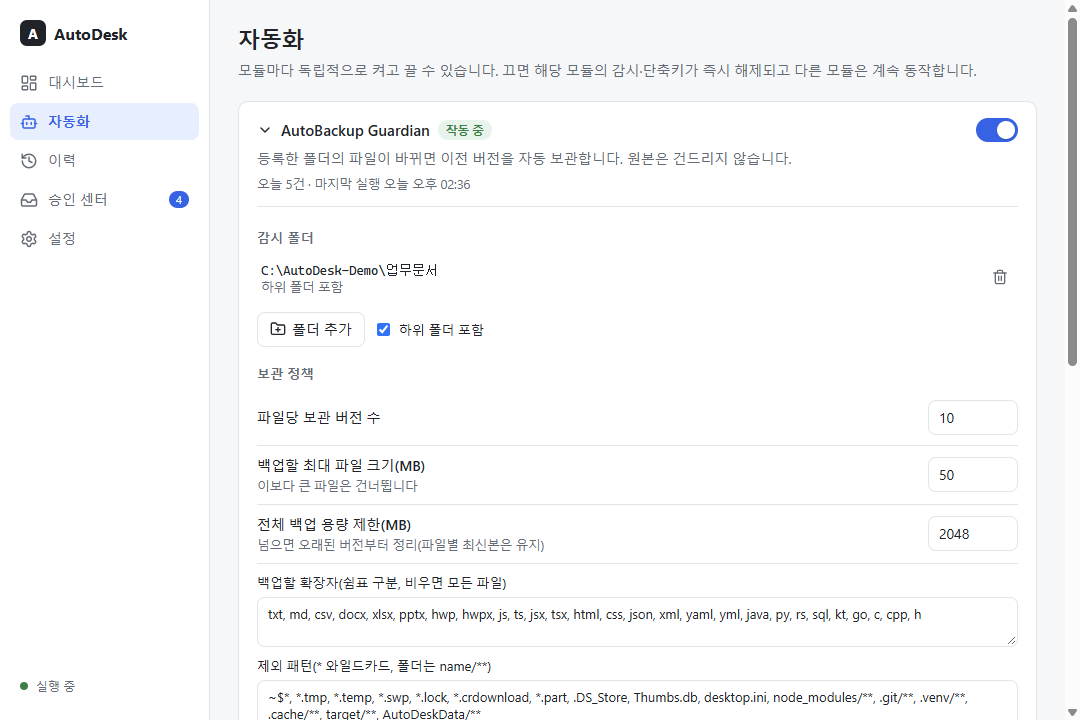 A AutoDesk
대시보드
자동화
이력
승인 센터 4
설정
실행 중
자동화
모듈마다 독립적으로 켜고 끌 수 있습니다. 끄면 해당 모듈의 감시·단축키가 즉시 해제되고 다른 모듈은 계속 동작합니다.
AutoBackup Guardian 작동 중
등록한 폴더의 파일이 바뀌면 이전 버전을 자동 보관합니다. 원본은 건드리지 않습니다.
오늘 5건 · 마지막 실행 오늘 오후 02:36
감시 폴더
C:\AutoDesk-Demo\업무문서
하위 폴더 포함
폴더 추가 하위 폴더 포함
보관 정책
파일당 보관 버전 수 10
백업할 최대 파일 크기(MB) 50
이보다 큰 파일은 건너뜁니다
전체 백업 용량 제한(MB) 2048
넘으면 오래된 버전부터 정리(파일별 최신본은 유지)
백업할 확장자(쉼표 구분, 비우면 모든 파일)
txt, md, csv, docx, xlsx, pptx, hwp, hwpx, js, ts, jsx, tsx, html, css, json, xml, yaml, yml, java, py, rs, sql, kt, go, c, cpp, h
제외 패턴(* 와일드카드, 폴더는 name/**)
~$*, *.tmp, *.temp, *.swp, *.lock, *.crdownload, *.part, .DS_Store, Thumbs.db, desktop.ini, node_modules/**, .git/**, .venv/**,
.cache/**, target/**, AutoDeskData/**